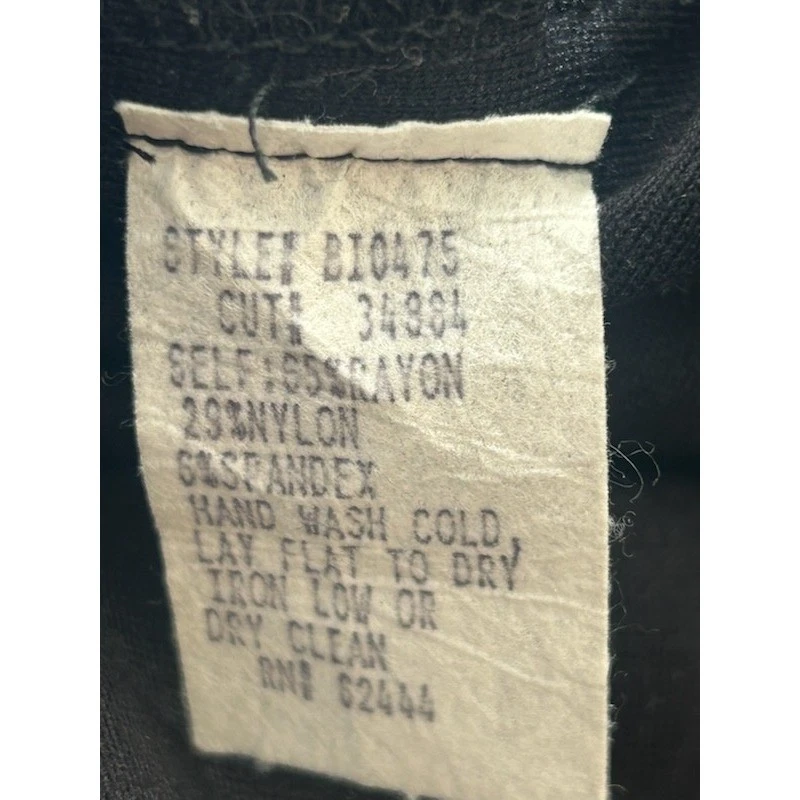 STYLE# BI0475
CUT# 34884
SELF:65%RAYON
29%NYLON
6%SPANDEX
HAND WASH COLD,
LAY FLAT TO DRY
IRON LOW OR
DRY CLEAN
RN# 62444